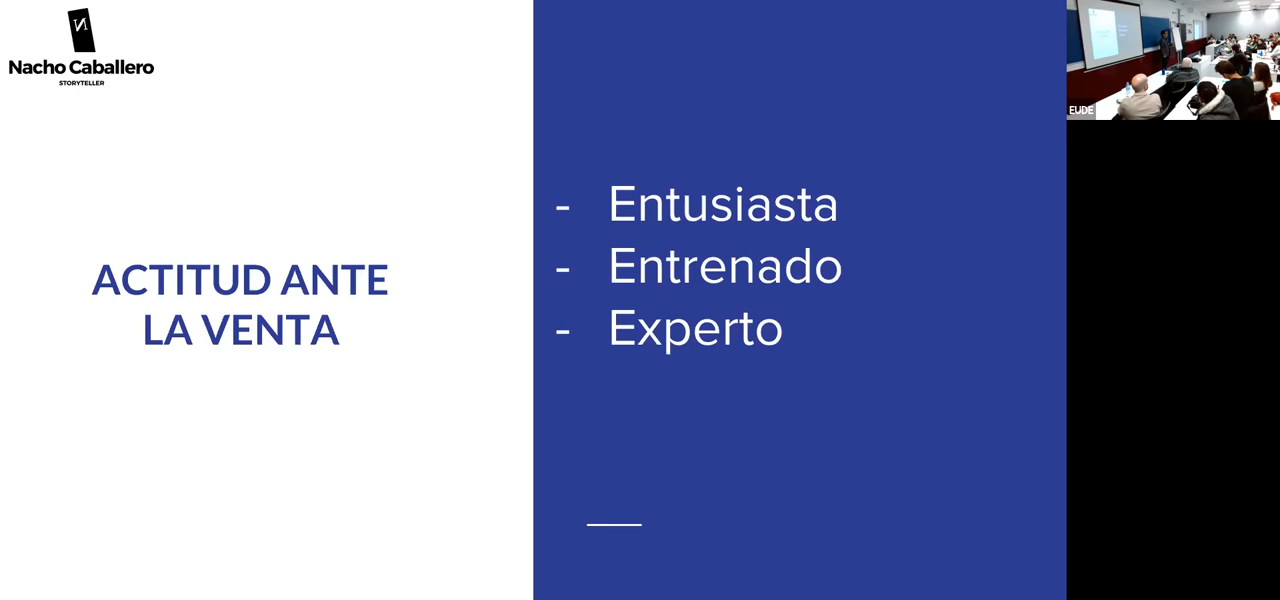 Nacho Caballero
STORYTELLER
ACTITUD ANTE
LA VENTA
- Entusiasta
- Entrenado
- Experto
EUDE